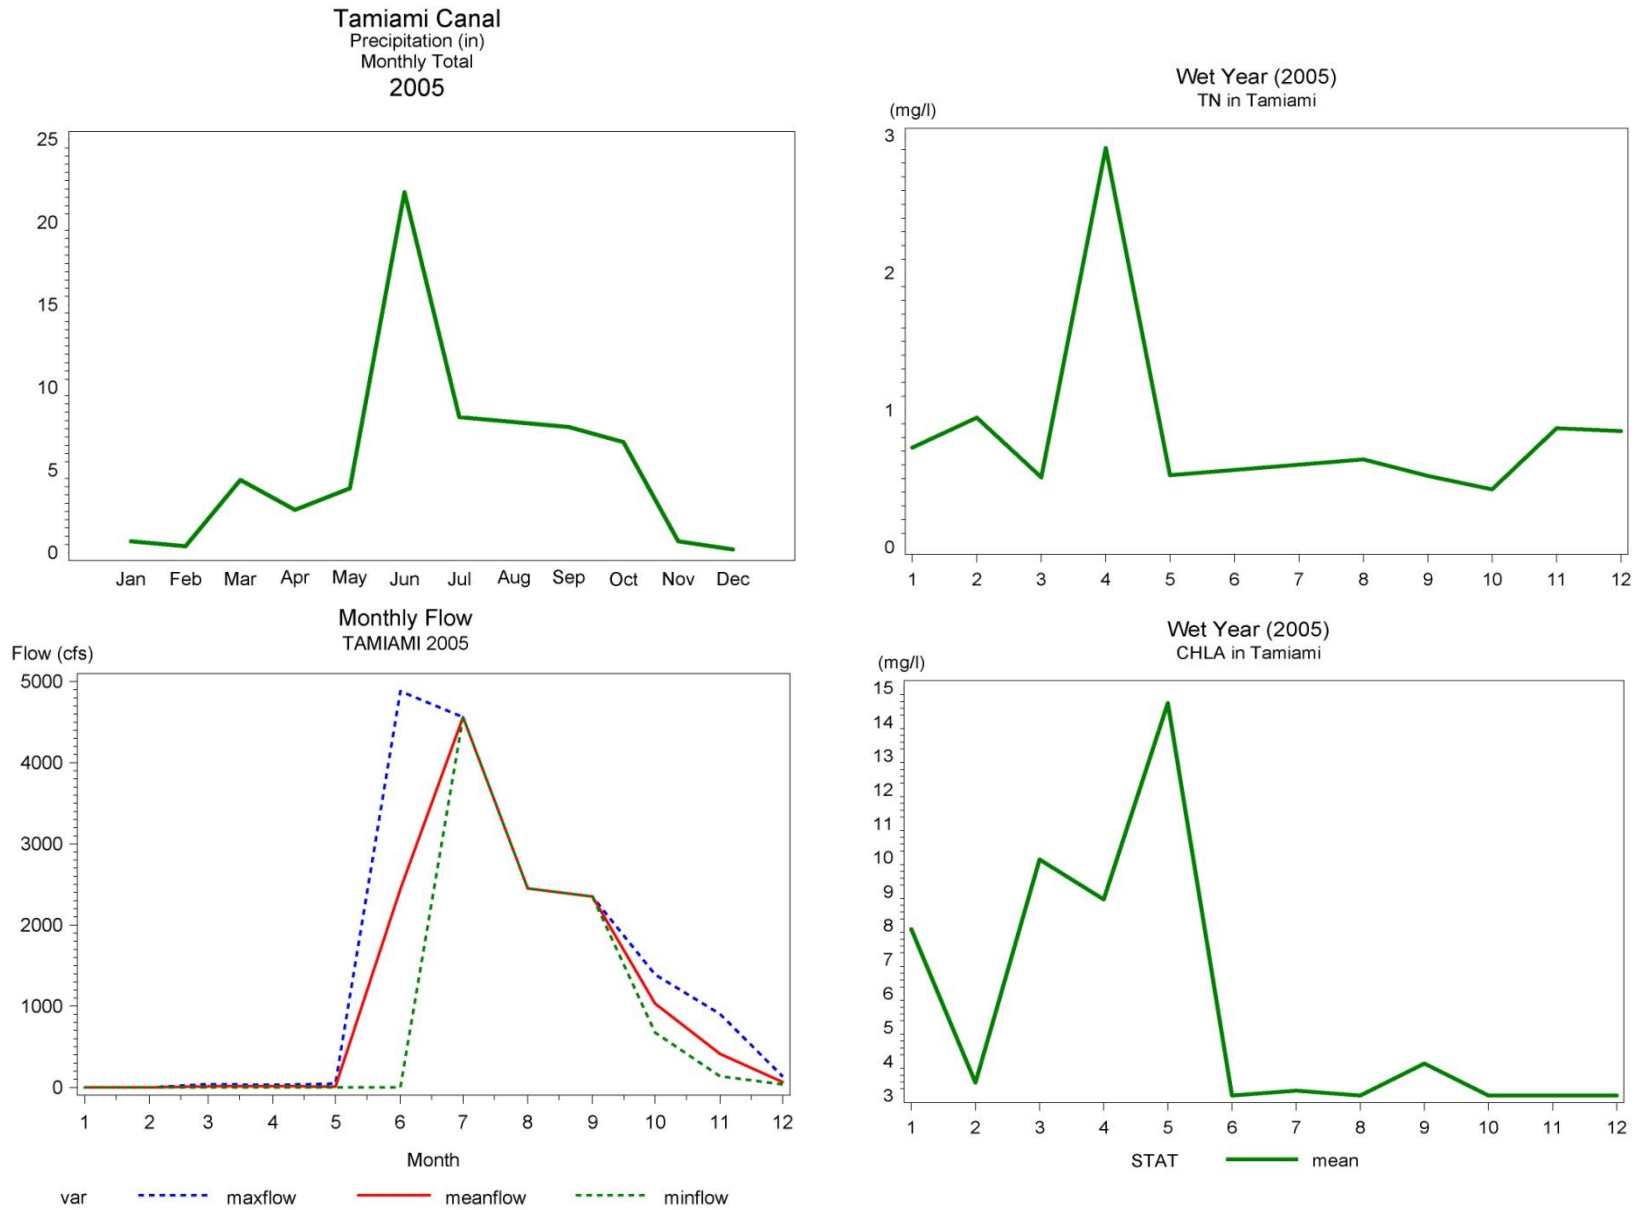 Tamiami Canal
Precipitation (in)
Monthly Total
2005
25
20
15
10
5
0
Jan Feb Mar Apr May Jun Jul Aug Sep Oct Nov Dec
Wet Year (2005)
TN in Tamiami
(mg/l)
3
2
1
0
1 2 3 4 5 6 7 8 9 10 11 12
Monthly Flow
TAMIAMI 2005
Flow (cfs)
5000
4000
3000
2000
1000
0
1 2 3 4 5 6 7 8 9 10 11 12
Month
var maxflow meanflow minflow
Wet Year (2005)
CHLA in Tamiami
(mg/l)
15
14
13
12
11
10
9
8
7
6
5
4
3
1 2 3 4 5 6 7 8 9 10 11 12
STAT mean